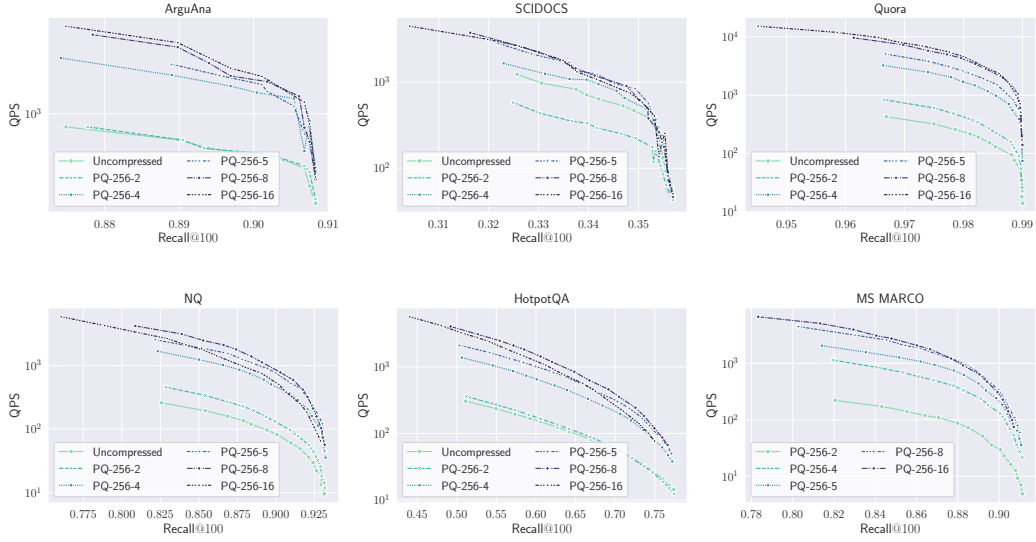 ArguAna
SCIDOCS
Quora
QPS
10^3
Uncompressed
PQ-256-2
PQ-256-4
PQ-256-5
PQ-256-8
PQ-256-16
0.88 0.89 0.90 0.91
Recall@100
QPS
10^3
10^2
Uncompressed
PQ-256-2
PQ-256-4
PQ-256-5
PQ-256-8
PQ-256-16
0.31 0.32 0.33 0.34 0.35
Recall@100
QPS
10^4
10^3
10^2
10^1
Uncompressed
PQ-256-2
PQ-256-4
PQ-256-5
PQ-256-8
PQ-256-16
0.95 0.96 0.97 0.98 0.99
Recall@100
NQ
HotpotQA
MS MARCO
QPS
10^3
10^2
10^1
Uncompressed
PQ-256-2
PQ-256-4
PQ-256-5
PQ-256-8
PQ-256-16
0.775 0.800 0.825 0.850 0.875 0.900 0.925
Recall@100
QPS
10^3
10^2
10^1
Uncompressed
PQ-256-2
PQ-256-4
PQ-256-5
PQ-256-8
PQ-256-16
0.45 0.50 0.55 0.60 0.65 0.70 0.75
Recall@100
QPS
10^3
10^2
10^1
PQ-256-2
PQ-256-4
PQ-256-5
PQ-256-8
PQ-256-16
0.78 0.80 0.82 0.84 0.86 0.88 0.90
Recall@100